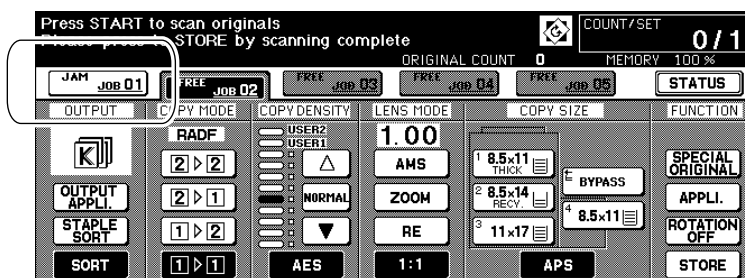 Press START to scan originals
Please press to STORE by scanning complete
COUNT/SET
0/1
ORIGINAL COUNT 0 MEMORY 100 %
JAM JOB 01
FREE JOB 02
FREE JOB 03
FREE JOB 04
FREE JOB 05
STATUS
OUTPUT
COPY MODE
COPY DENSITY
LENS MODE
COPY SIZE
FUNCTION
K
OUTPUT
APPLI.
STAPLE
SORT
SORT
RADF
2▷2
2▷1
1▷2
1▷1
USER2
USER1
NORMAL
AES
1.00
AMS
ZOOM
RE
1:1
1 8.5x11
THICK
2 8.5x14
RECY.
3 11x17
BYPASS
4 8.5x11
APS
SPECIAL
ORIGINAL
APPLI.
ROTATION
OFF
STORE